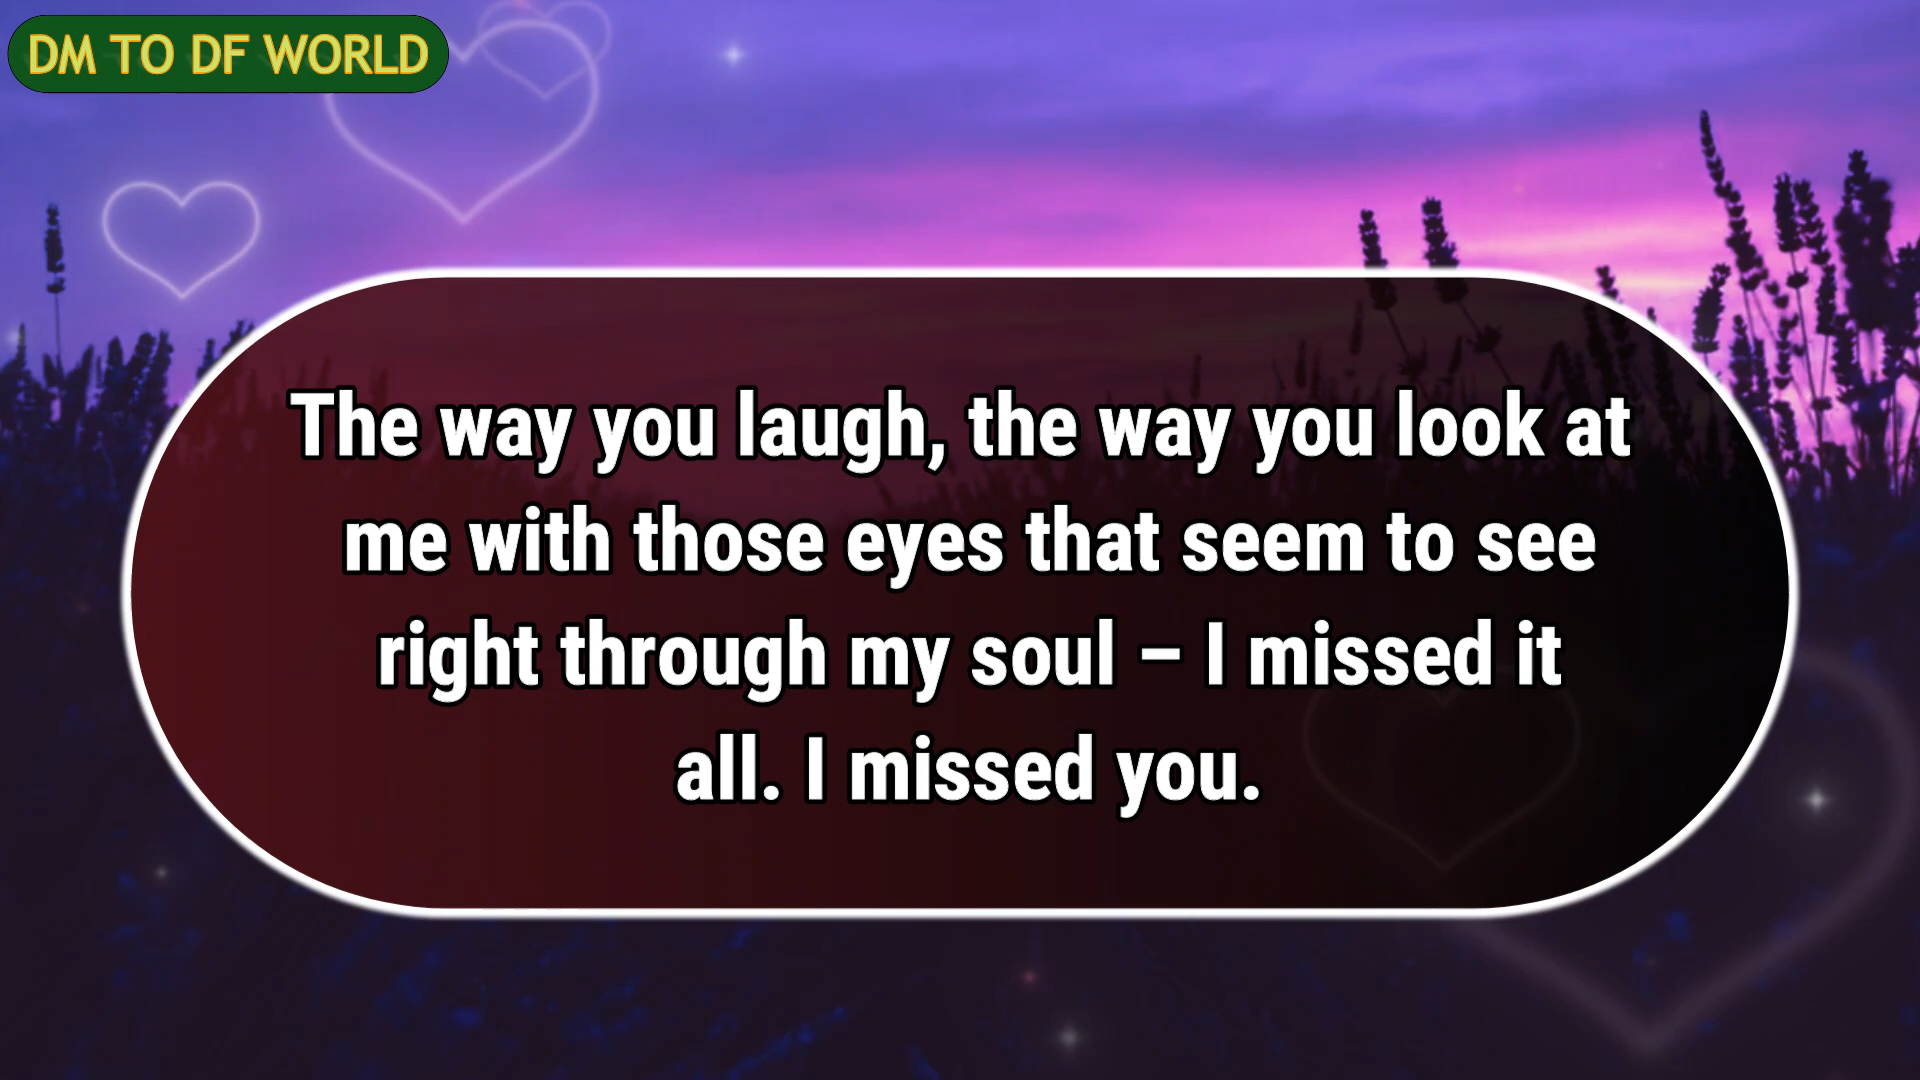 DM TO DF WORLD
The way you laugh, the way you look at
me with those eyes that seem to see
right through my soul – I missed it
all. I missed you.